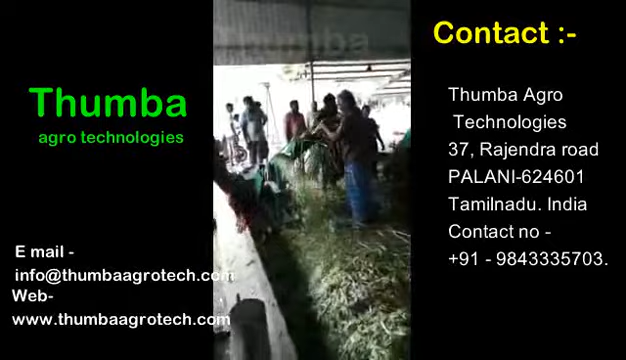 Thumba
Thumba
agro technologies
E mail -
info@thumbaagrotech.com
Web-
www.thumbaagrotech.com
Contact :-
Thumba Agro
Technologies
37, Rajendra road
PALANI-624601
Tamilnadu. India
Contact no -
+91 - 9843335703.